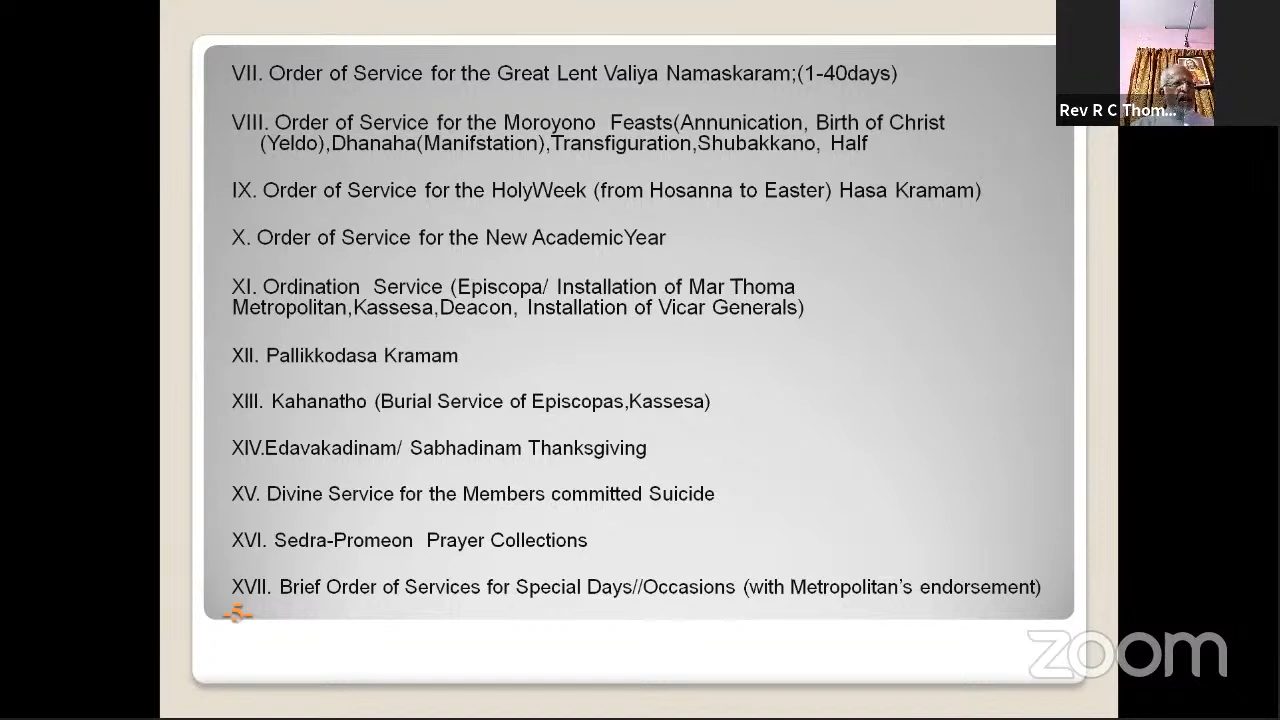 VII. Order of Service for the Great Lent Valiya Namaskaram;(1-40days)
VIII. Order of Service for the Moroyono Feasts(Annunication, Birth of Christ
(Yeldo),Dhanaha(Manifstation),Transfiguration,Shubakkano, Half
IX. Order of Service for the HolyWeek (from Hosanna to Easter) Hasa Kramam)
X. Order of Service for the New AcademicYear
XI. Ordination Service (Episcopa/ Installation of Mar Thoma
Metropolitan,Kassesa,Deacon, Installation of Vicar Generals)
XII. Pallikkodasa Kramam
XIII. Kahanatho (Burial Service of Episcopas,Kassesa)
XIV.Edavakadinam/ Sabhadinam Thanksgiving
XV. Divine Service for the Members committed Suicide
XVI. Sedra-Promeon Prayer Collections
XVII. Brief Order of Services for Special Days//Occasions (with Metropolitan’s endorsement)
-5-
Rev R C Thom...
zoom